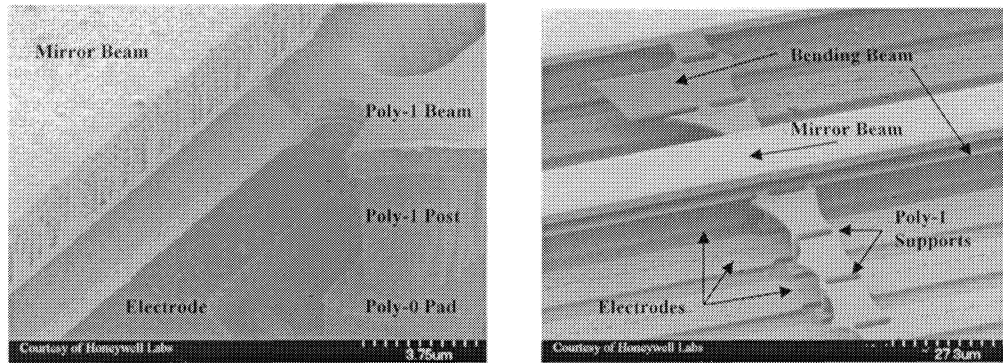 Mirror Beam
Poly-1 Beam
Poly-1 Post
Electrode
Poly-0 Pad
Courtesy of Honeywell Labs
3.75um
Bending Beam
Mirror Beam
Poly-1
Supports
Electrodes
Courtesy of Honeywell Labs
27.3um